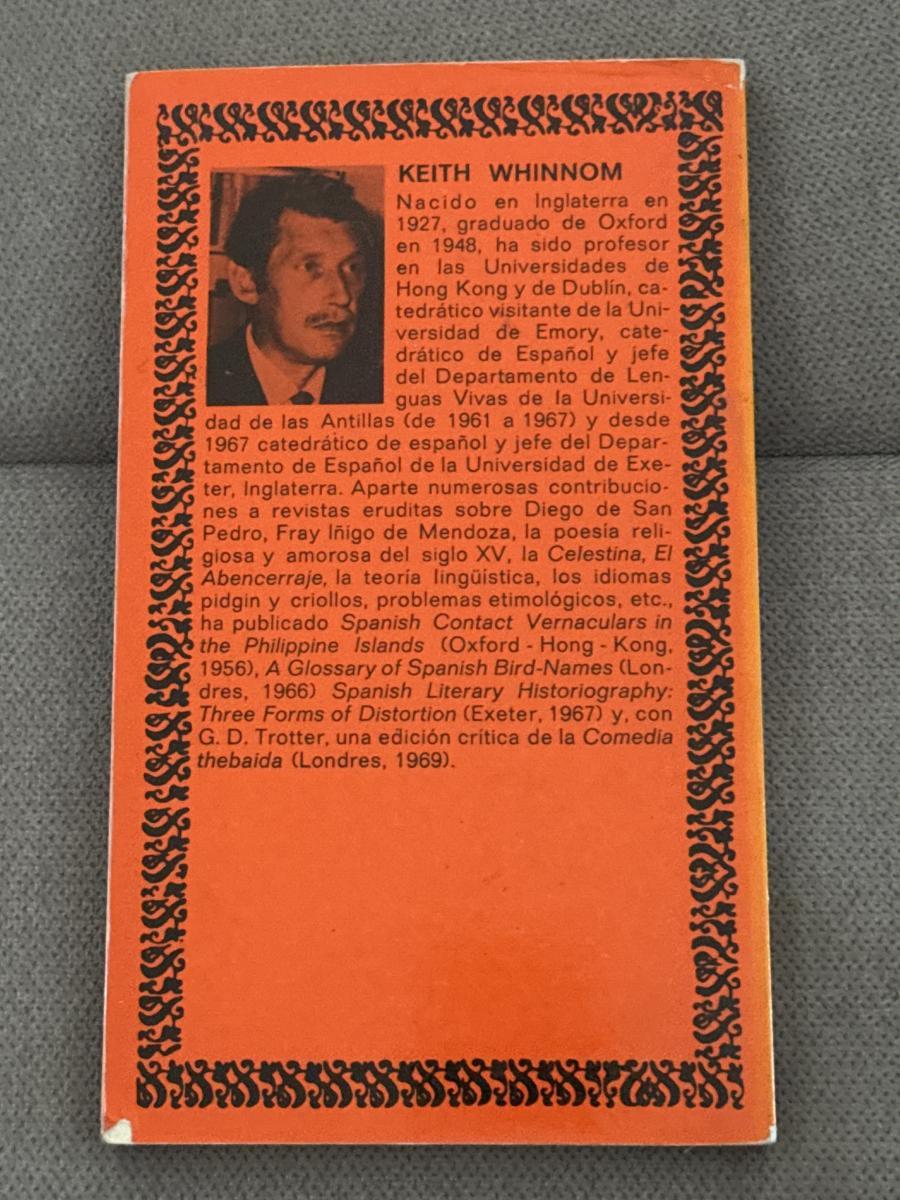 KEITH WHINNOM
Nacido en Inglaterra en
1927, graduado de Oxford
en 1948, ha sido profesor
en las Universidades de
Hong Kong y de Dublín, ca-
tedrático visitante de la Uni-
versidad de Emory, cate-
drático de Español y jefe
del Departamento de Len-
guas Vivas de la Universi-
dad de las Antillas (de 1961 a 1967) y desde
1967 catedrático de español y jefe del Depar-
tamento de Español de la Universidad de Exe-
ter, Inglaterra. Aparte numerosas contribucio-
nes a revistas eruditas sobre Diego de San
Pedro, Fray Iñigo de Mendoza, la poesía reli-
giosa y amorosa del siglo XV, la Celestina, El
Abencerraje, la teoría lingüística, los idiomas
pidgin y criollos, problemas etimológicos, etc.,
ha publicado Spanish Contact Vernaculars in
the Philippine Islands (Oxford - Hong - Kong,
1956), A Glossary of Spanish Bird-Names (Lon-
dres, 1966) Spanish Literary Historiography:
Three Forms of Distortion (Exeter, 1967) y, con
G. D. Trotter, una edición crítica de la Comedia
thebaida (Londres, 1969).